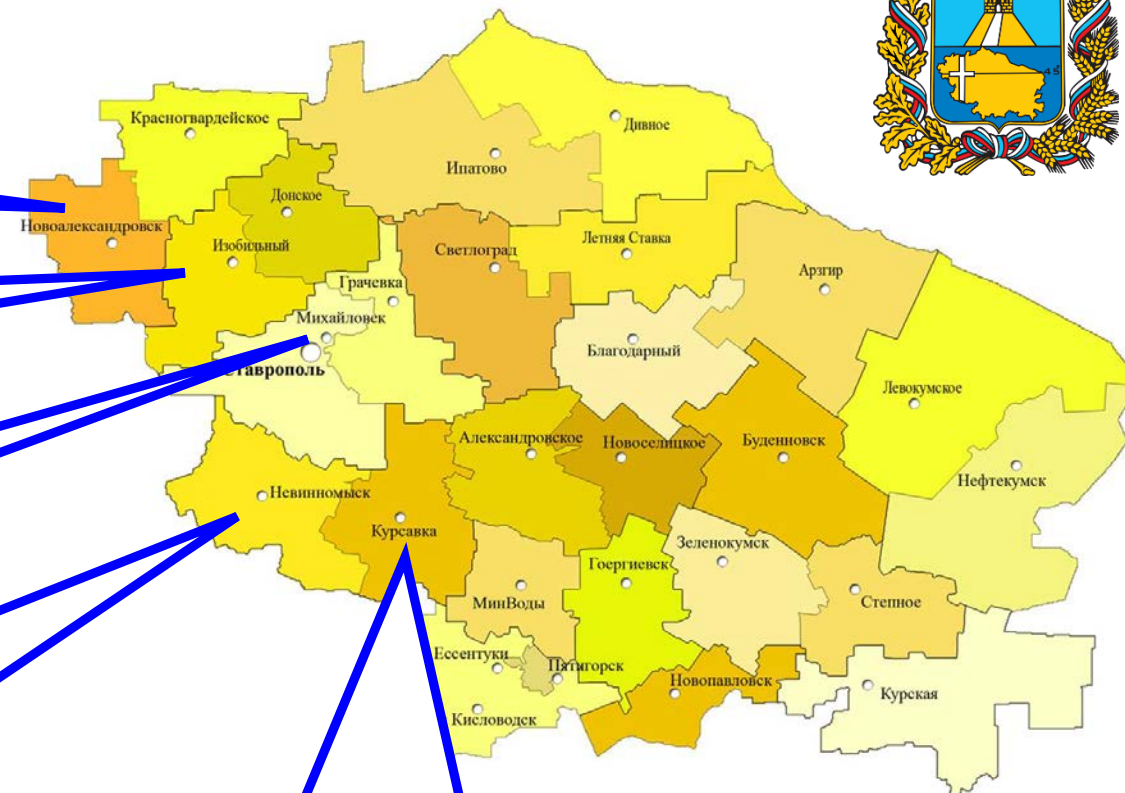 Красногвардейское
Дивное
Ипатово
Донское
Новоалександровск
Изобильный
Светлоград
Летняя Ставка
Арзгир
Грачевка
Михайловск
Благодарный
Ставрополь
Левокумское
Александровское
Новоселицкое
Буденновск
Нефтекумск
Невинномыск
Курсавка
Зеленокумск
Гоергиевск
МинВоды
Степное
Ессентуки
Пятигорск
Новопавловск
Курская
Кисловодск
45